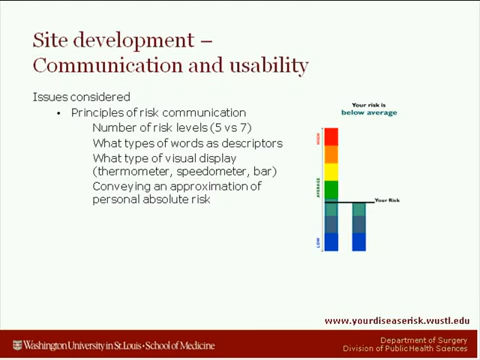 Site development –
Communication and usability
Issues considered
• Principles of risk communication
Number of risk levels (5 vs 7)
What types of words as descriptors
What type of visual display
(thermometer, speedometer, bar)
Conveying an approximation of
personal absolute risk
Your risk is
below average
HIGH
AVERAGE
LOW
Your Risk
www.yourdiseaserisk.wustl.edu
Washington University in St. Louis • School of Medicine
Department of Surgery
Division of Public Health Sciences